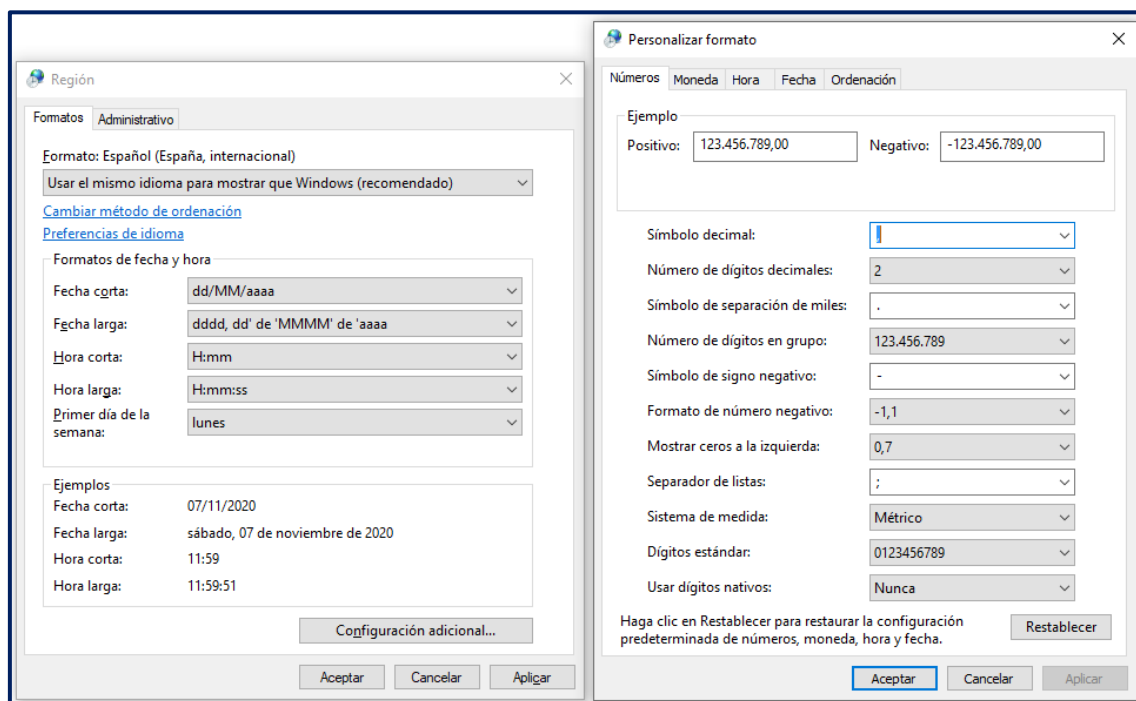 Región
Formatos
Administrativo
Formato: Español (España, internacional)
Usar el mismo idioma para mostrar que Windows (recomendado)
Cambiar método de ordenación
Preferencias de idioma
Formatos de fecha y hora
Fecha corta: dd/MM/aaaa
Fecha larga: dddd, dd' de 'MMMM' de 'aaaa
Hora corta: H:mm
Hora larga: H:mm:ss
Primer día de la
semana: lunes
Ejemplos
Fecha corta: 07/11/2020
Fecha larga: sábado, 07 de noviembre de 2020
Hora corta: 11:59
Hora larga: 11:59:51
Configuración adicional...
Aceptar Cancelar Aplicar
Personalizar formato
Números Moneda Hora Fecha Ordenación
Ejemplo
Positivo: 123.456.789,00 Negativo: -123.456.789,00
Símbolo decimal: ,
Número de dígitos decimales: 2
Símbolo de separación de miles: .
Número de dígitos en grupo: 123.456.789
Símbolo de signo negativo: -
Formato de número negativo: -1,1
Mostrar ceros a la izquierda: 0,7
Separador de listas: ;
Sistema de medida: Métrico
Dígitos estándar: 0123456789
Usar dígitos nativos: Nunca
Haga clic en Restablecer para restaurar la configuración
predeterminada de números, moneda, hora y fecha.
Restablecer
Aceptar Cancelar Aplicar